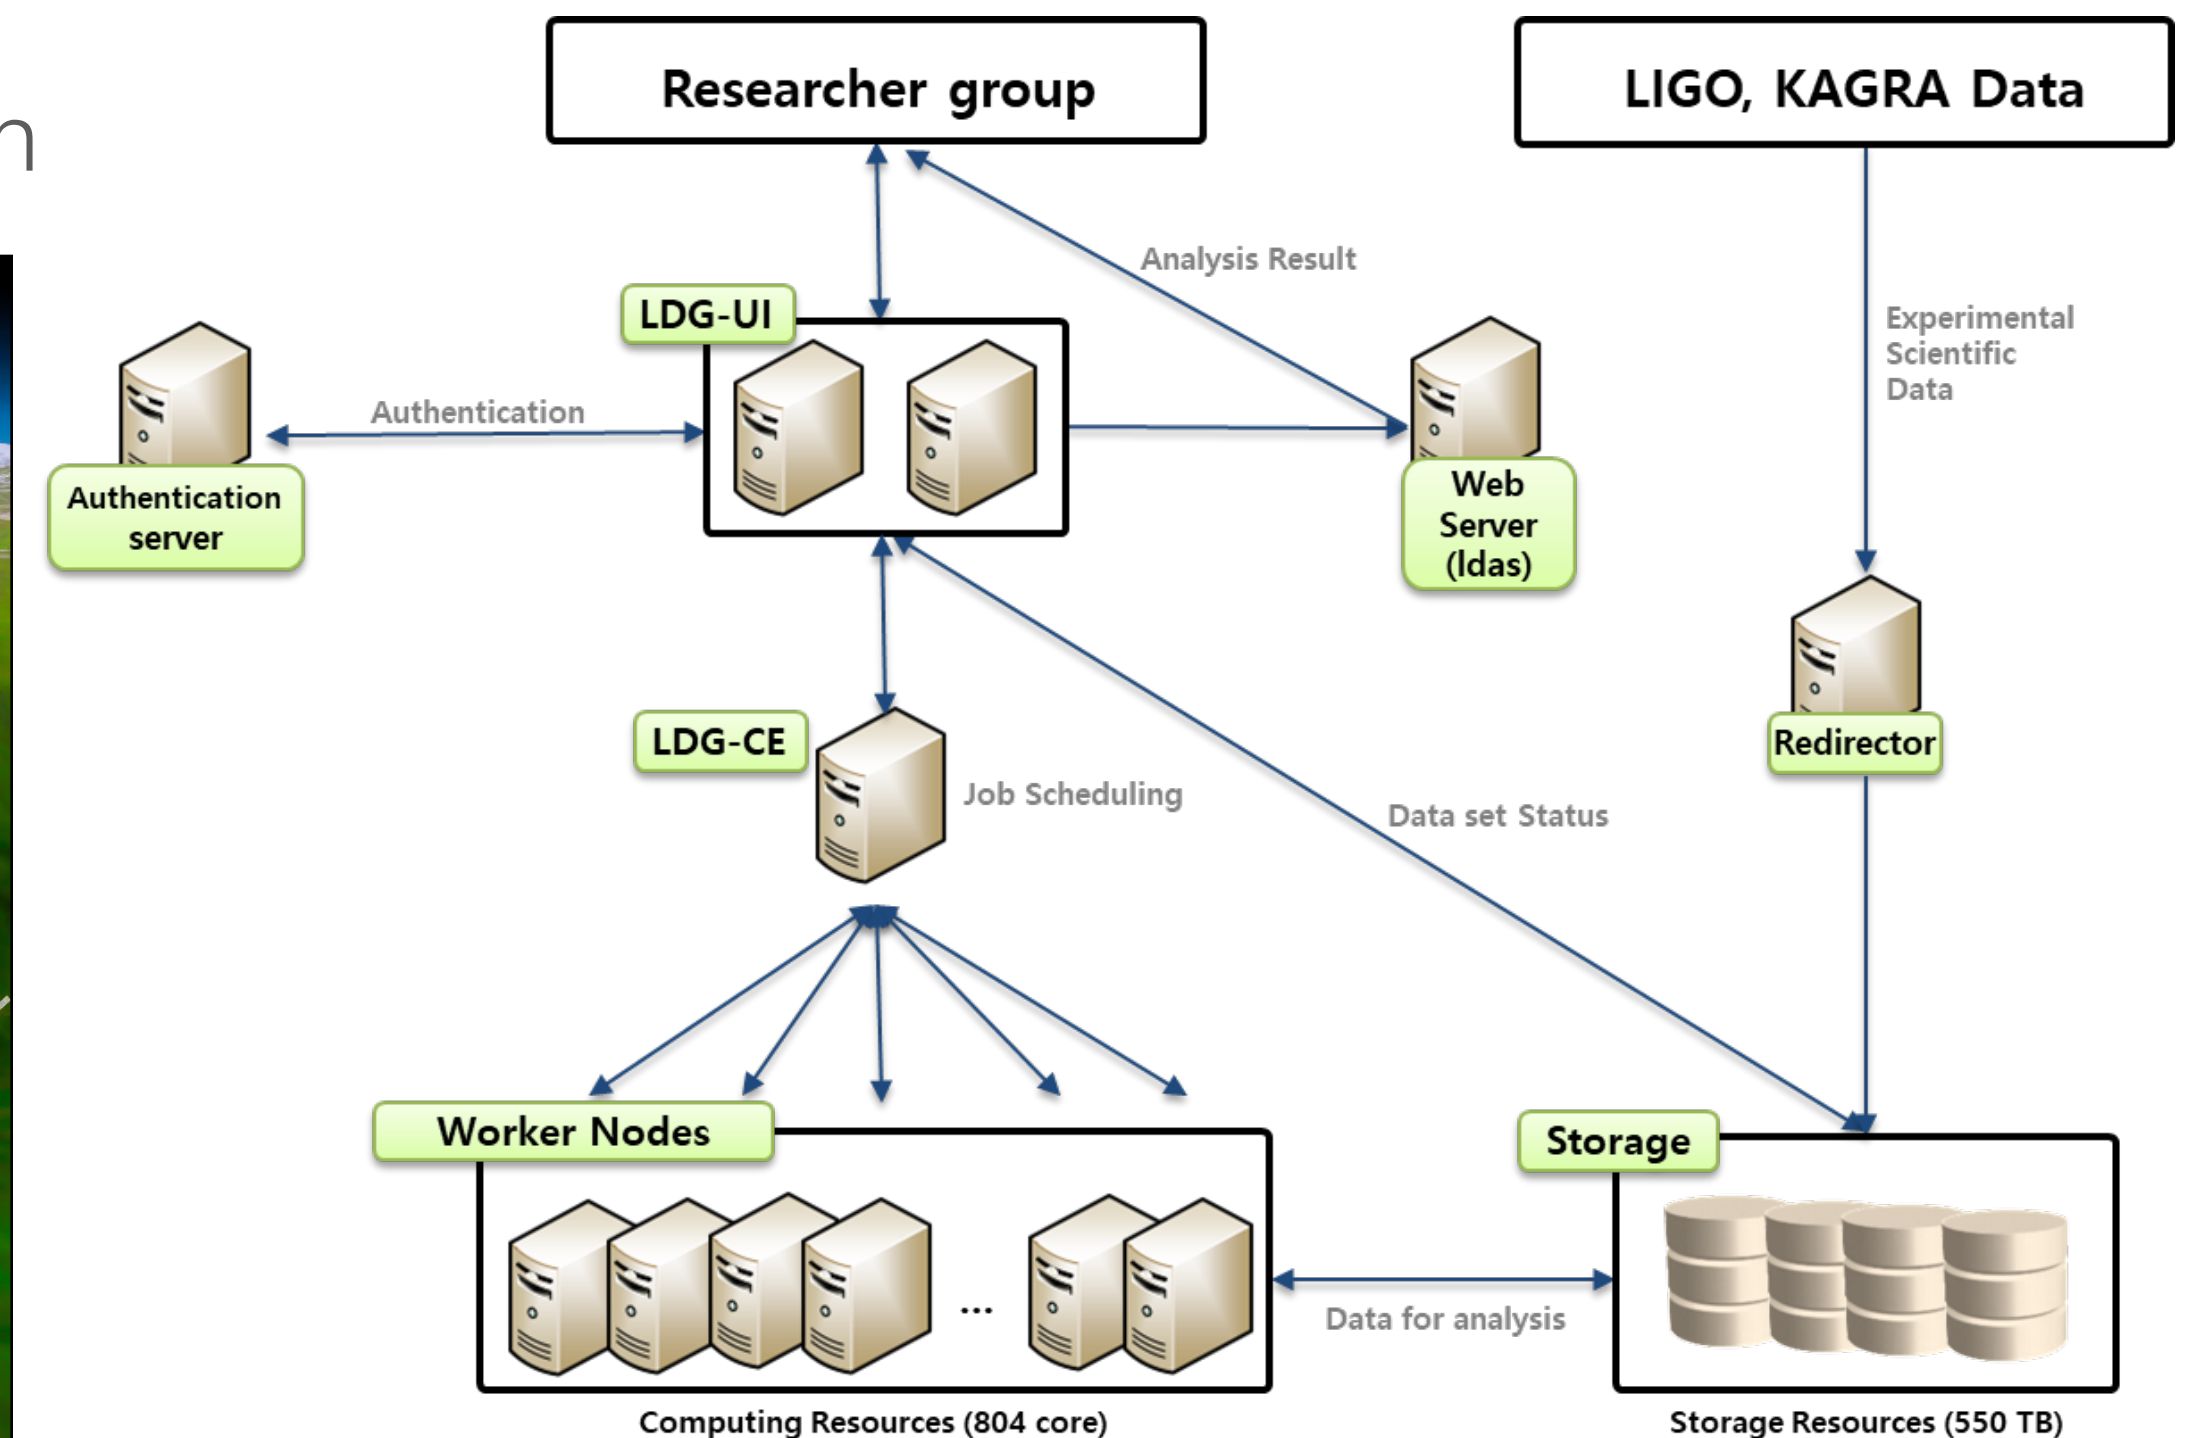 n
Researcher group
LIGO, KAGRA Data
Analysis Result
LDG-UI
Experimental
Scientific
Data
Authentication
Authentication
server
Web
Server
(ldas)
LDG-CE
Job Scheduling
Redirector
Data set Status
Worker Nodes
Storage
...
Data for analysis
Computing Resources (804 core)
Storage Resources (550 TB)